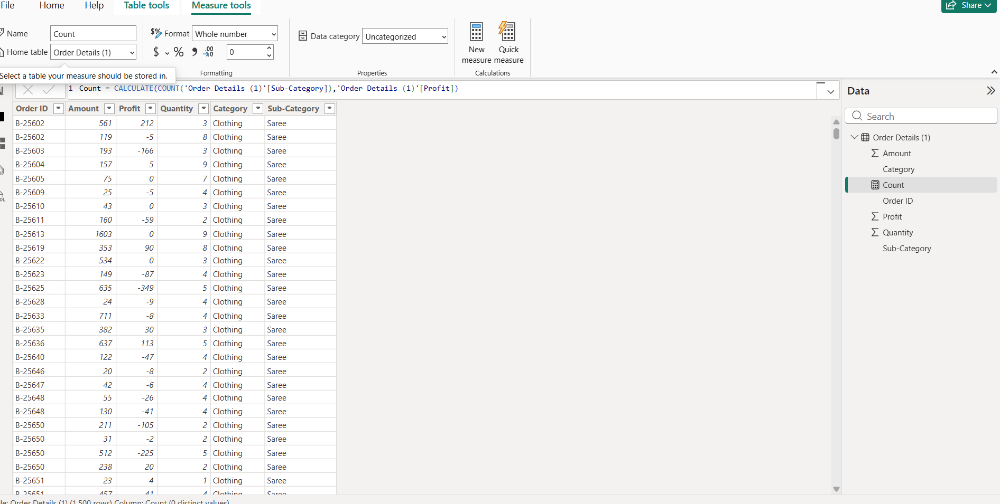 File Home Help Table tools Measure tools Share
Name Count
Format Whole number
Data category Uncategorized
New measure
Quick measure
Home table Order Details (1)
$ % 0
Select a table your measure should be stored in.
Formatting Properties Calculations
1 Count = CALCULATE(COUNT('Order Details (1)'[Sub-Category]),'Order Details (1)'[Profit])
Order ID Amount Profit Quantity Category Sub-Category
B-25602 561 212 3 Clothing Saree
B-25602 119 -5 8 Clothing Saree
B-25603 193 -166 3 Clothing Saree
B-25604 157 5 9 Clothing Saree
B-25605 75 0 7 Clothing Saree
B-25609 25 -5 4 Clothing Saree
B-25610 43 0 3 Clothing Saree
B-25611 160 -59 2 Clothing Saree
B-25613 1603 0 9 Clothing Saree
B-25619 353 90 8 Clothing Saree
B-25622 534 0 3 Clothing Saree
B-25623 149 -87 4 Clothing Saree
B-25625 635 -349 5 Clothing Saree
B-25628 24 -9 4 Clothing Saree
B-25633 711 -8 4 Clothing Saree
B-25635 382 30 3 Clothing Saree
B-25636 637 113 5 Clothing Saree
B-25640 122 -47 4 Clothing Saree
B-25646 20 -8 2 Clothing Saree
B-25647 42 -6 4 Clothing Saree
B-25648 55 -26 4 Clothing Saree
B-25648 130 -41 4 Clothing Saree
B-25650 211 -105 2 Clothing Saree
B-25650 31 -2 2 Clothing Saree
B-25650 512 -225 5 Clothing Saree
B-25650 238 20 2 Clothing Saree
B-25651 23 4 1 Clothing Saree
B-25651 457 41 4 Clothing Saree
Order Details (1) (1,500 rows) Column: Count (0 distinct values)
Data
Search
Order Details (1)
Amount
Category
Count
Order ID
Profit
Quantity
Sub-Category